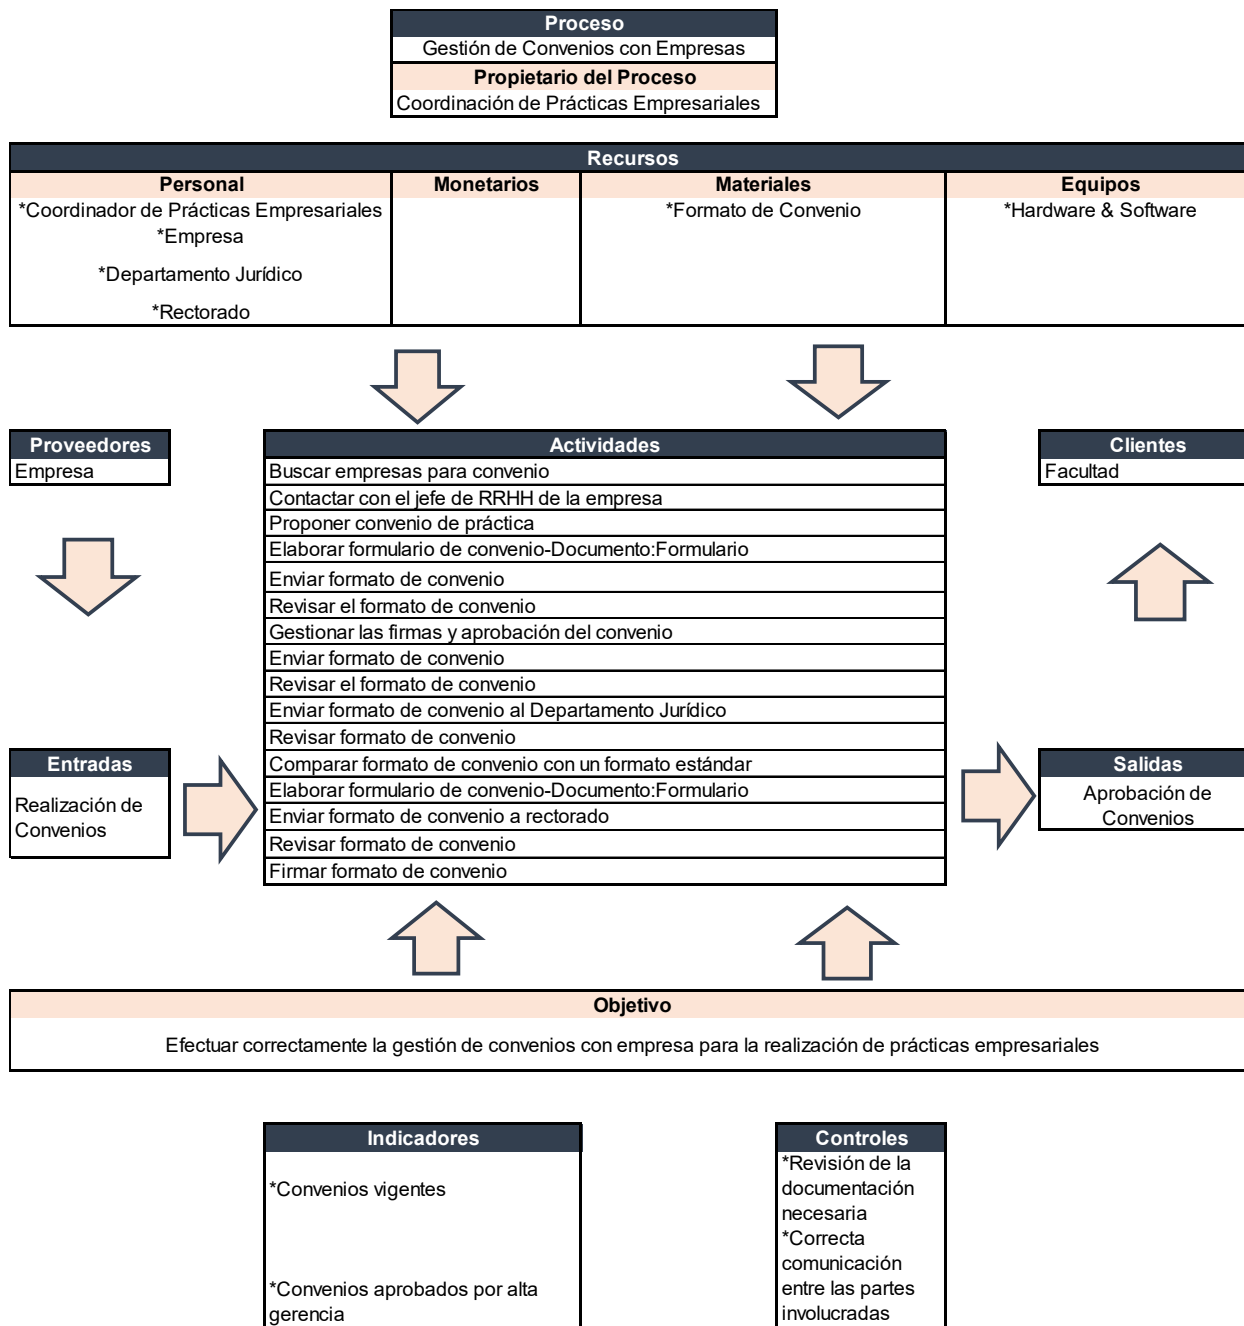 Proceso
Gestión de Convenios con Empresas
Propietario del Proceso
Coordinación de Prácticas Empresariales
Recursos
Personal
Monetarios
Materiales
Equipos
*Coordinador de Prácticas Empresariales
*Empresa
*Departamento Jurídico
*Rectorado
*Formato de Convenio
*Hardware & Software
Proveedores
Empresa
Actividades
Buscar empresas para convenio
Contactar con el jefe de RRHH de la empresa
Proponer convenio de práctica
Elaborar formulario de convenio-Documento:Formulario
Enviar formato de convenio
Revisar el formato de convenio
Gestionar las firmas y aprobación del convenio
Enviar formato de convenio
Revisar el formato de convenio
Enviar formato de convenio al Departamento Jurídico
Revisar formato de convenio
Comparar formato de convenio con un formato estándar
Elaborar formulario de convenio-Documento:Formulario
Enviar formato de convenio a rectorado
Revisar formato de convenio
Firmar formato de convenio
Clientes
Facultad
Entradas
Realización de
Convenios
Salidas
Aprobación de
Convenios
Objetivo
Efectuar correctamente la gestión de convenios con empresa para la realización de prácticas empresariales
Indicadores
*Convenios vigentes
*Convenios aprobados por alta
gerencia
Controles
*Revisión de la
documentación
necesaria
*Correcta
comunicación
entre las partes
involucradas